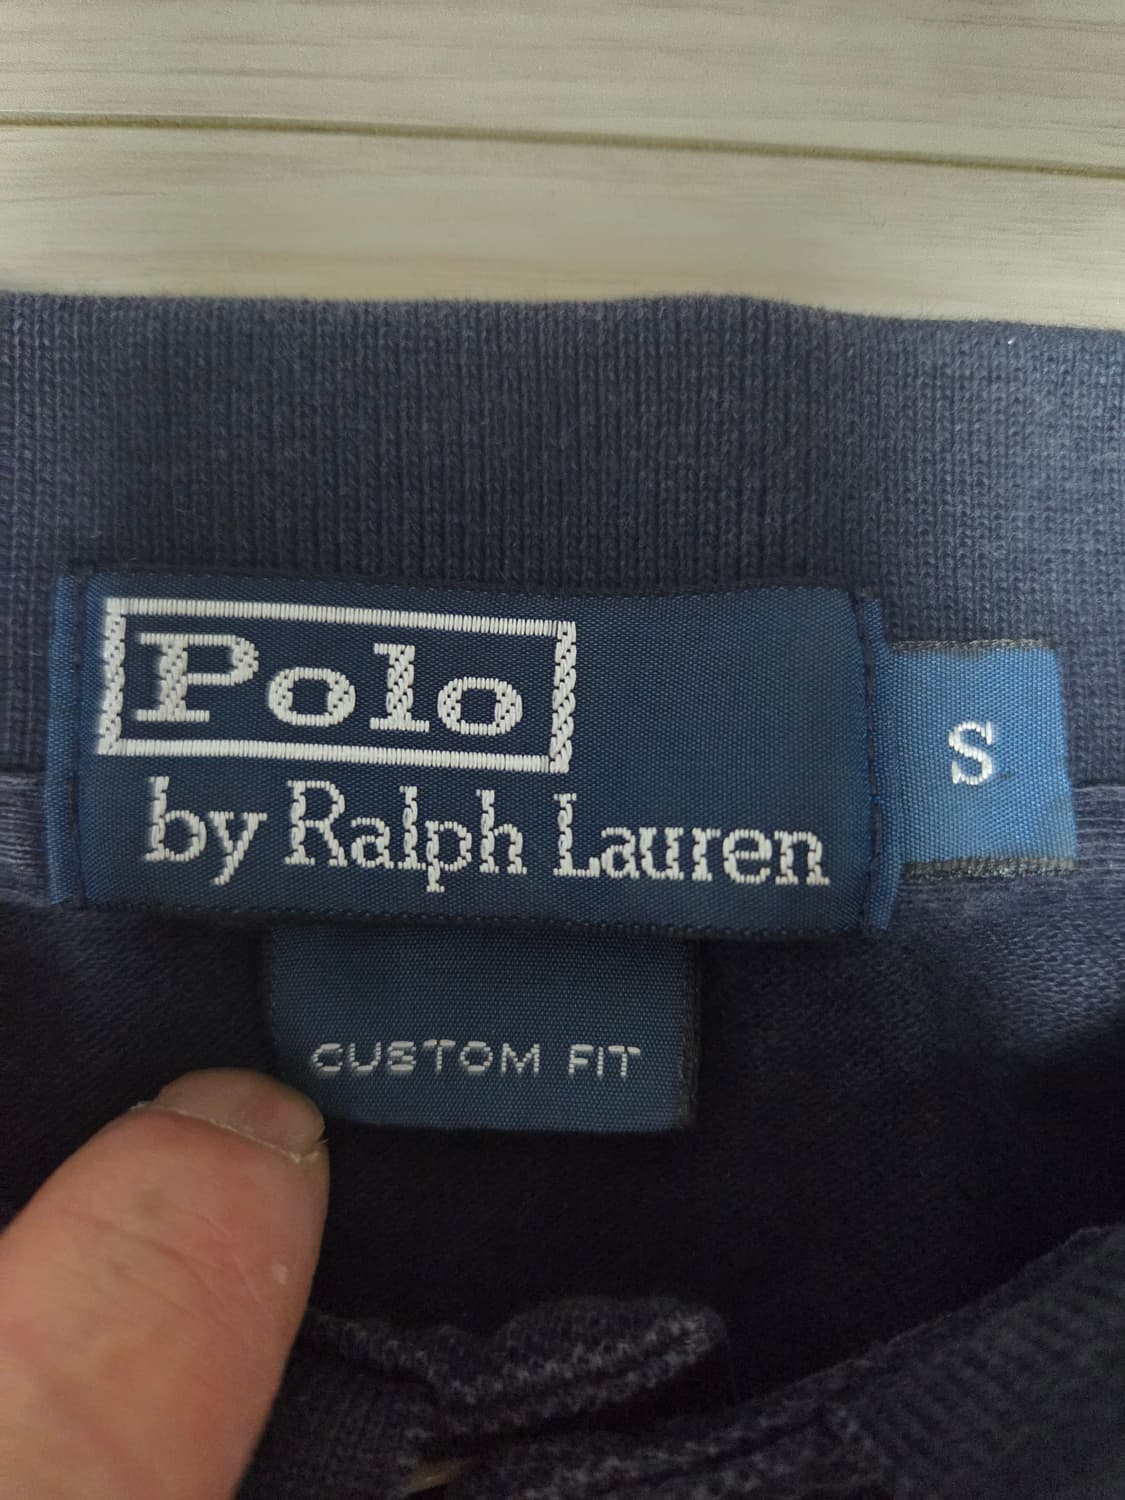 Polo
by Ralph Lauren
S
CUSTOM FIT